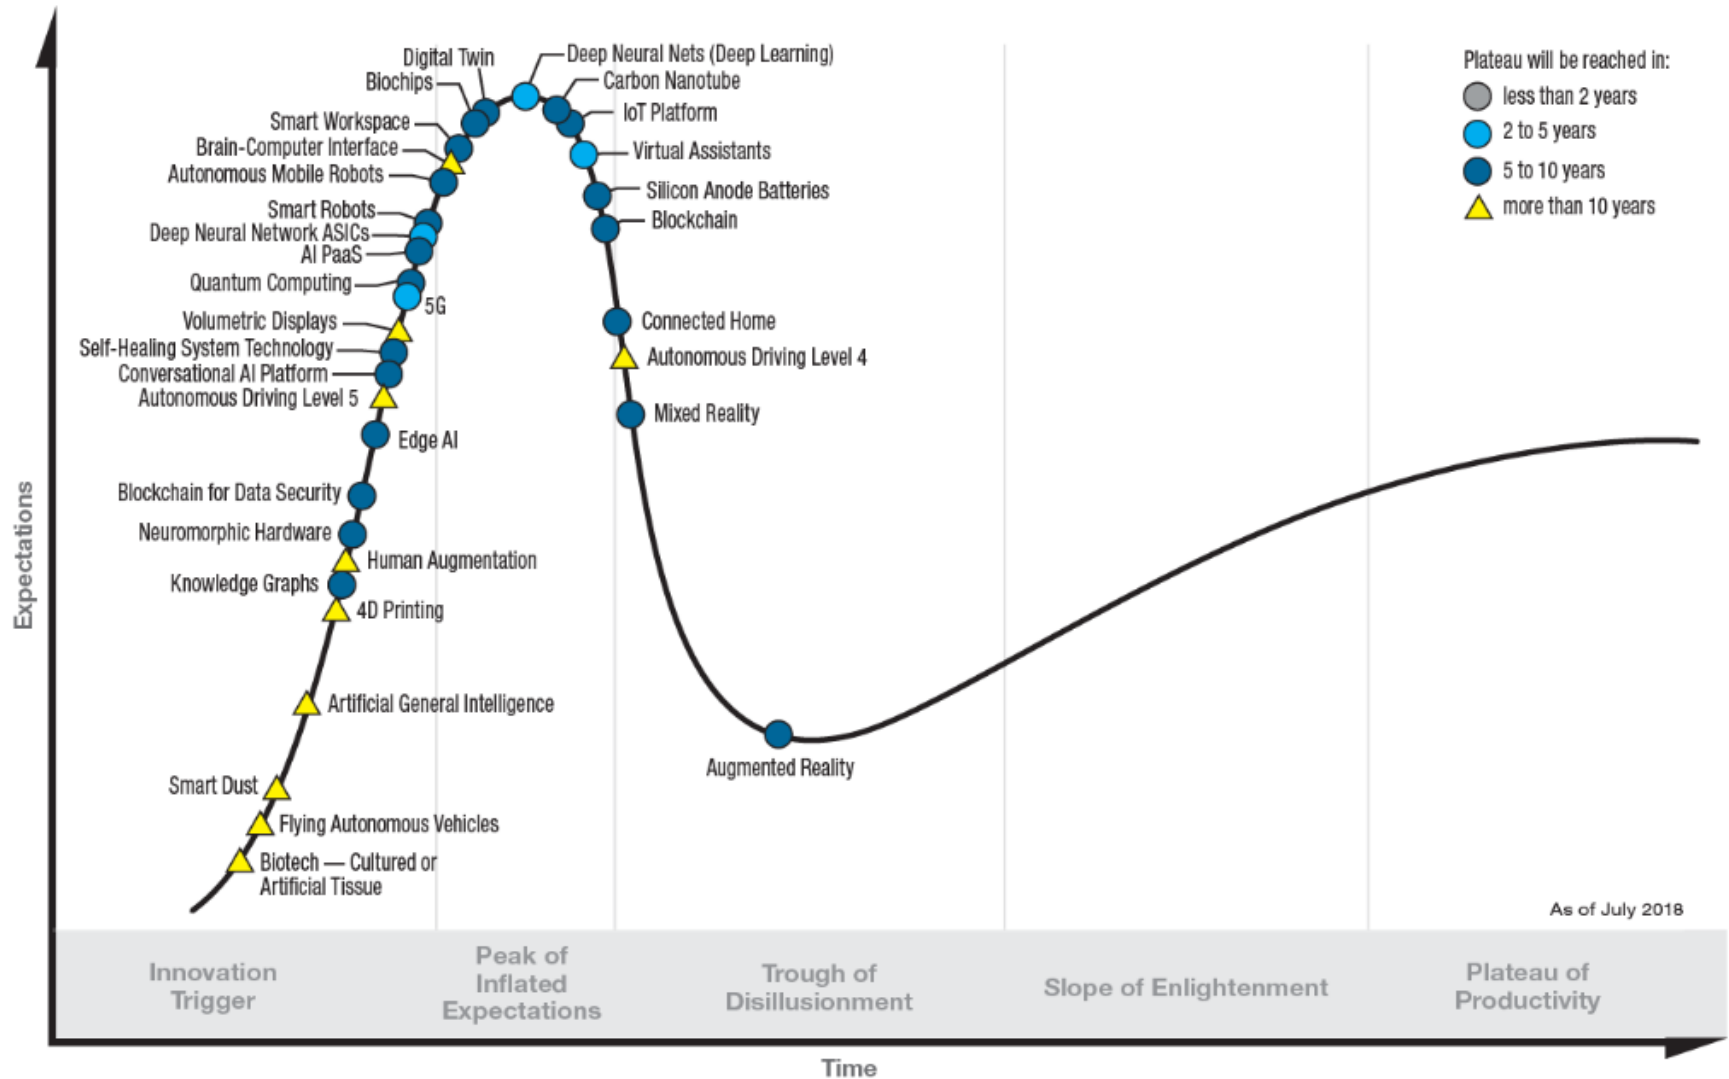 Digital Twin
Deep Neural Nets (Deep Learning)
Biochips
Carbon Nanotube
Smart Workspace
IoT Platform
Brain-Computer Interface
Virtual Assistants
Autonomous Mobile Robots
Silicon Anode Batteries
Smart Robots
Blockchain
Deep Neural Network ASICs
AI PaaS
Quantum Computing
5G
Volumetric Displays
Connected Home
Self-Healing System Technology
Autonomous Driving Level 4
Conversational AI Platform
Autonomous Driving Level 5
Mixed Reality
Edge AI
Blockchain for Data Security
Neuromorphic Hardware
Human Augmentation
Knowledge Graphs
4D Printing
Artificial General Intelligence
Augmented Reality
Smart Dust
Flying Autonomous Vehicles
Biotech — Cultured or
Artificial Tissue
Plateau will be reached in:
less than 2 years
2 to 5 years
5 to 10 years
more than 10 years
As of July 2018
Expectations
Innovation
Trigger
Peak of
Inflated
Expectations
Trough of
Disillusionment
Slope of Enlightenment
Plateau of
Productivity
Time